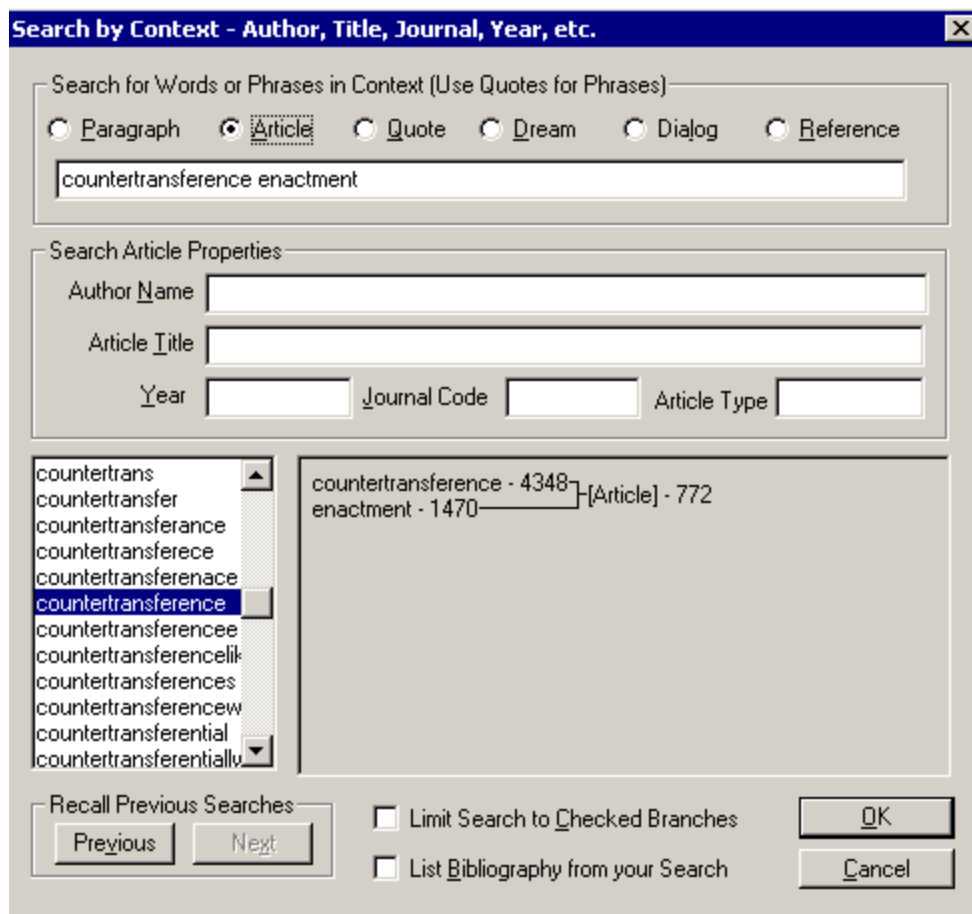 Search by Context - Author, Title, Journal, Year, etc.
Search for Words or Phrases in Context (Use Quotes for Phrases)
Paragraph Article Quote Dream Dialog Reference
countertransference enactment
Search Article Properties
Author Name
Article Title
Year Journal Code Article Type
countertrans
countertransfer
countertransferance
countertransferece
countertransferenace
countertransference
countertransferencee
countertransferencelik
countertransferences
countertransferencew
countertransferential
countertransferentially
countertransference - 4348
enactment - 1470
[Article] - 772
Recall Previous Searches
Previous Next
Limit Search to Checked Branches
List Bibliography from your Search
OK
Cancel